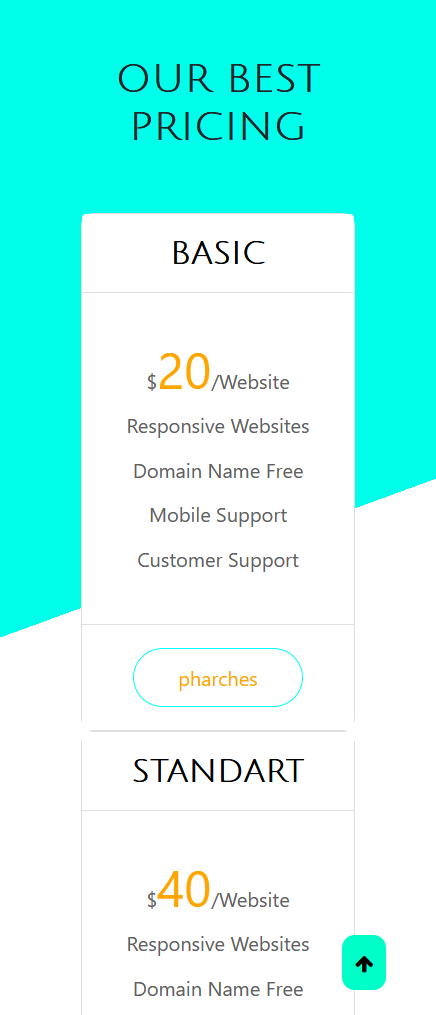 OUR BEST
PRICING
BASIC
$20/Website
Responsive Websites
Domain Name Free
Mobile Support
Customer Support
pharches
STANDART
$40/Website
Responsive Websites
Domain Name Free